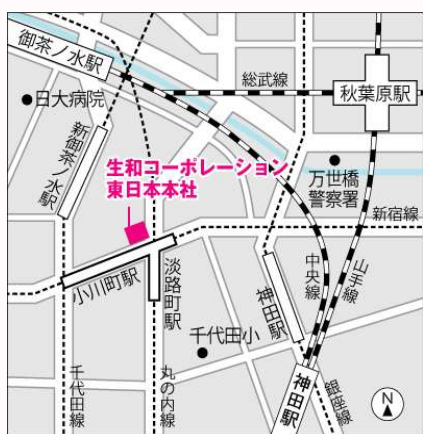 御茶ノ水駅
総武線
秋葉原駅
日大病院
新御茶ノ水駅
生和コーポレーション
東日本本社
万世橋
警察署
新宿線
小川町駅
淡路町駅
神田駅
中央線
山手線
千代田小
千代田線
丸の内線
神田駅
銀座線
N